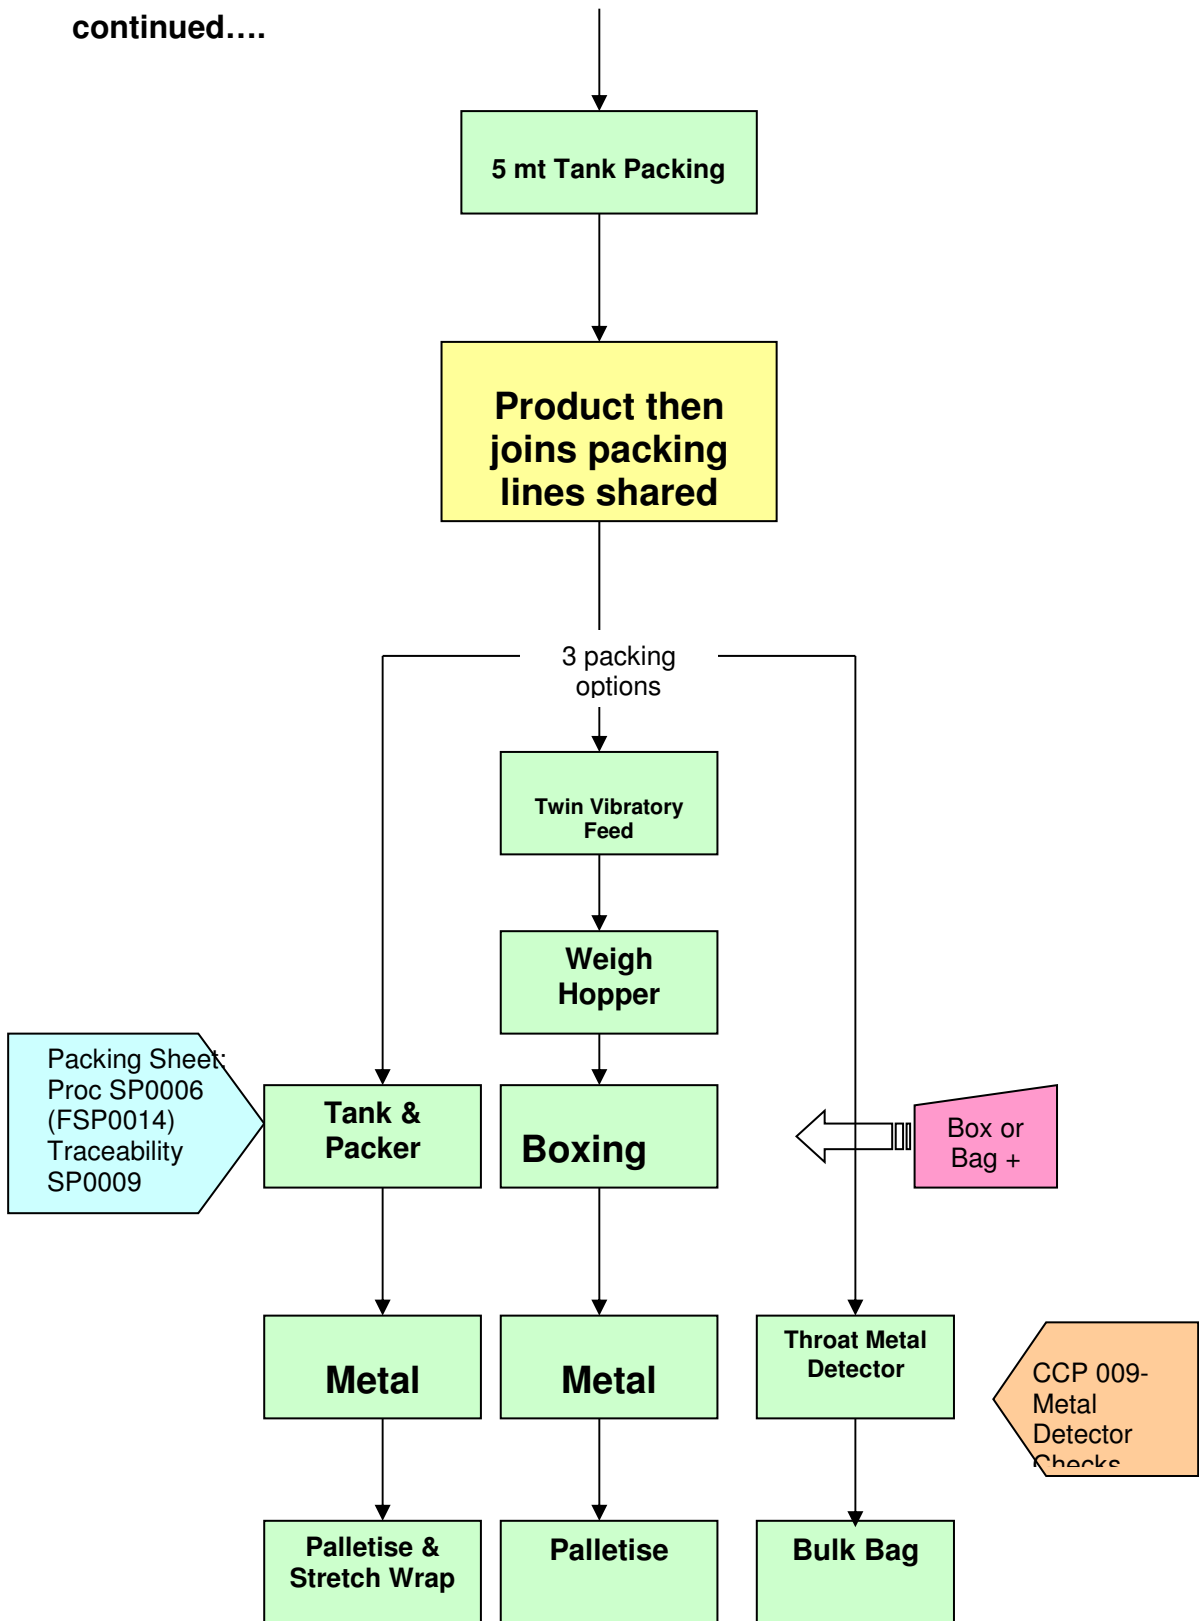 continued….
5 mt Tank Packing
Product then
joins packing
lines shared
3 packing
options
Twin Vibratory
Feed
Weigh
Hopper
Packing Sheet:
Proc SP0006
(FSP0014)
Traceability
SP0009
Tank &
Packer
Boxing
Box or
Bag +
Metal
Metal
Throat Metal
Detector
CCP 009-
Metal
Detector
Checks
Palletise &
Stretch Wrap
Palletise
Bulk Bag